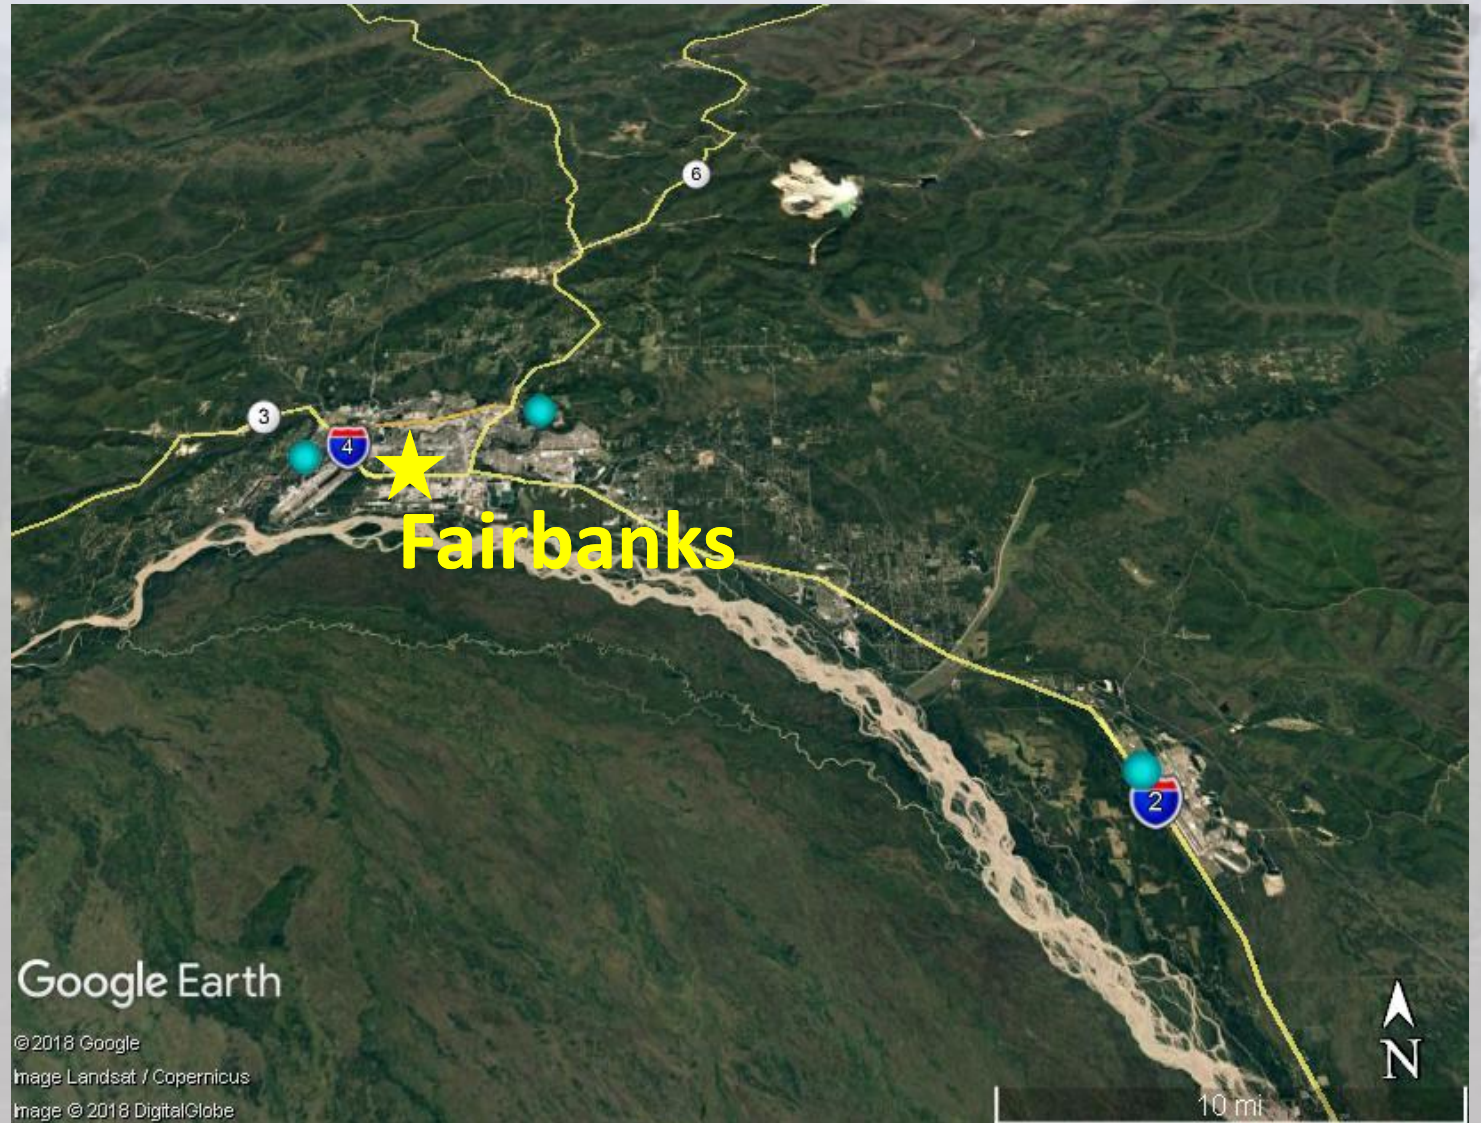 6
3
4
Fairbanks
2
Google Earth
©2018 Google
Image Landsat / Copernicus
Image © 2018 DigitalGlobe
N
10 mi